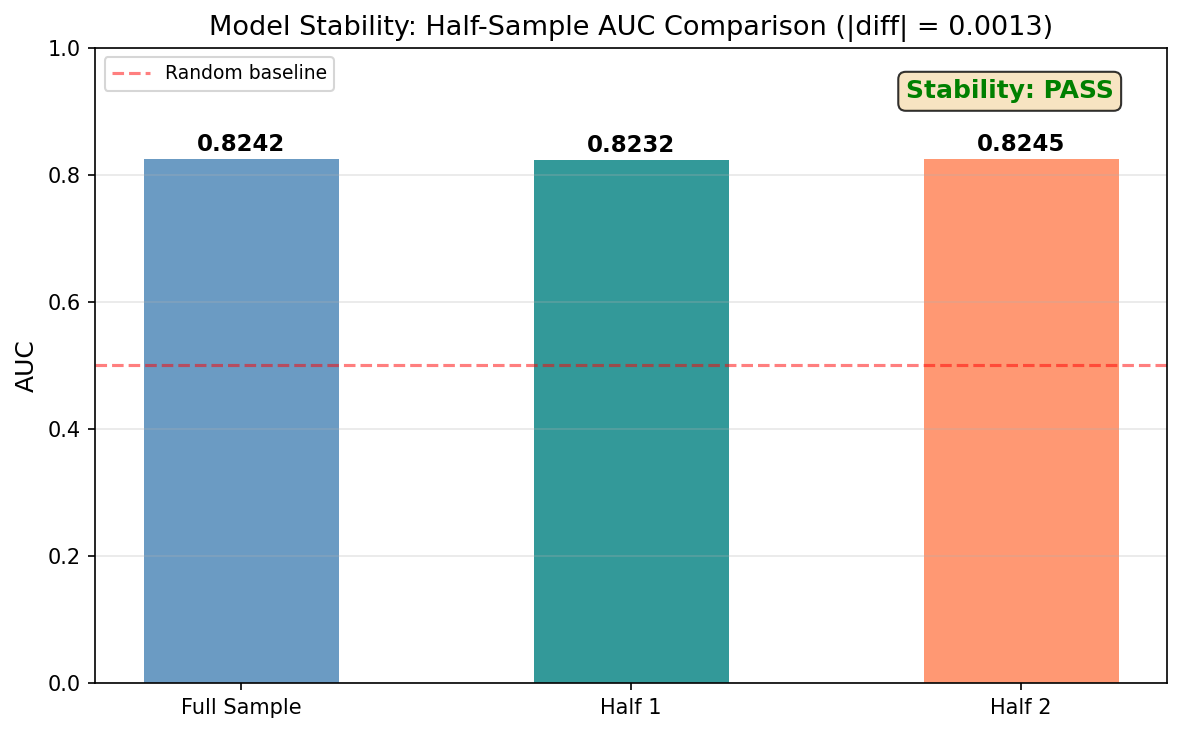 Model Stability: Half-Sample AUC Comparison (|diff| = 0.0013)
Random baseline
Stability: PASS
0.8242
0.8232
0.8245
AUC
1.0
0.8
0.6
0.4
0.2
0.0
Full Sample
Half 1
Half 2